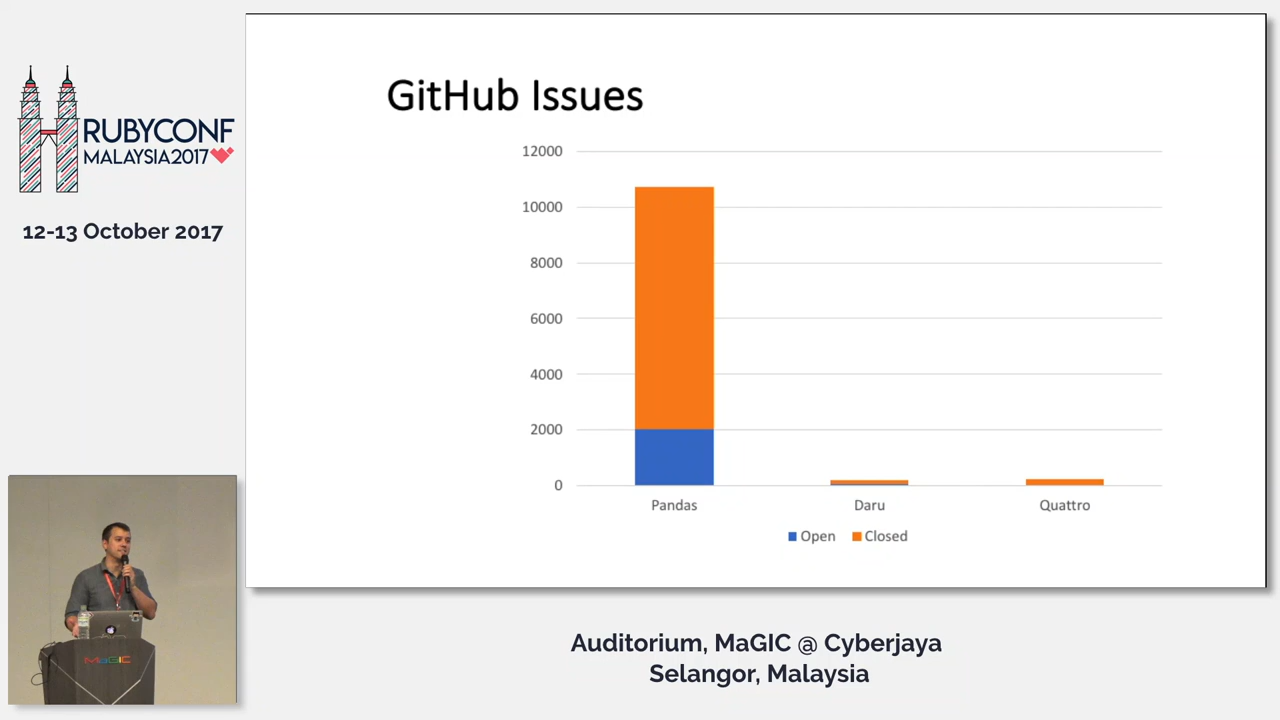 RUBYCONF
MALAYSIA2017
12-13 October 2017
GitHub Issues
12000
10000
8000
6000
4000
2000
0
Pandas
Daru
Quattro
Open
Closed
MaGIC
Auditorium, MaGIC @ Cyberjaya
Selangor, Malaysia